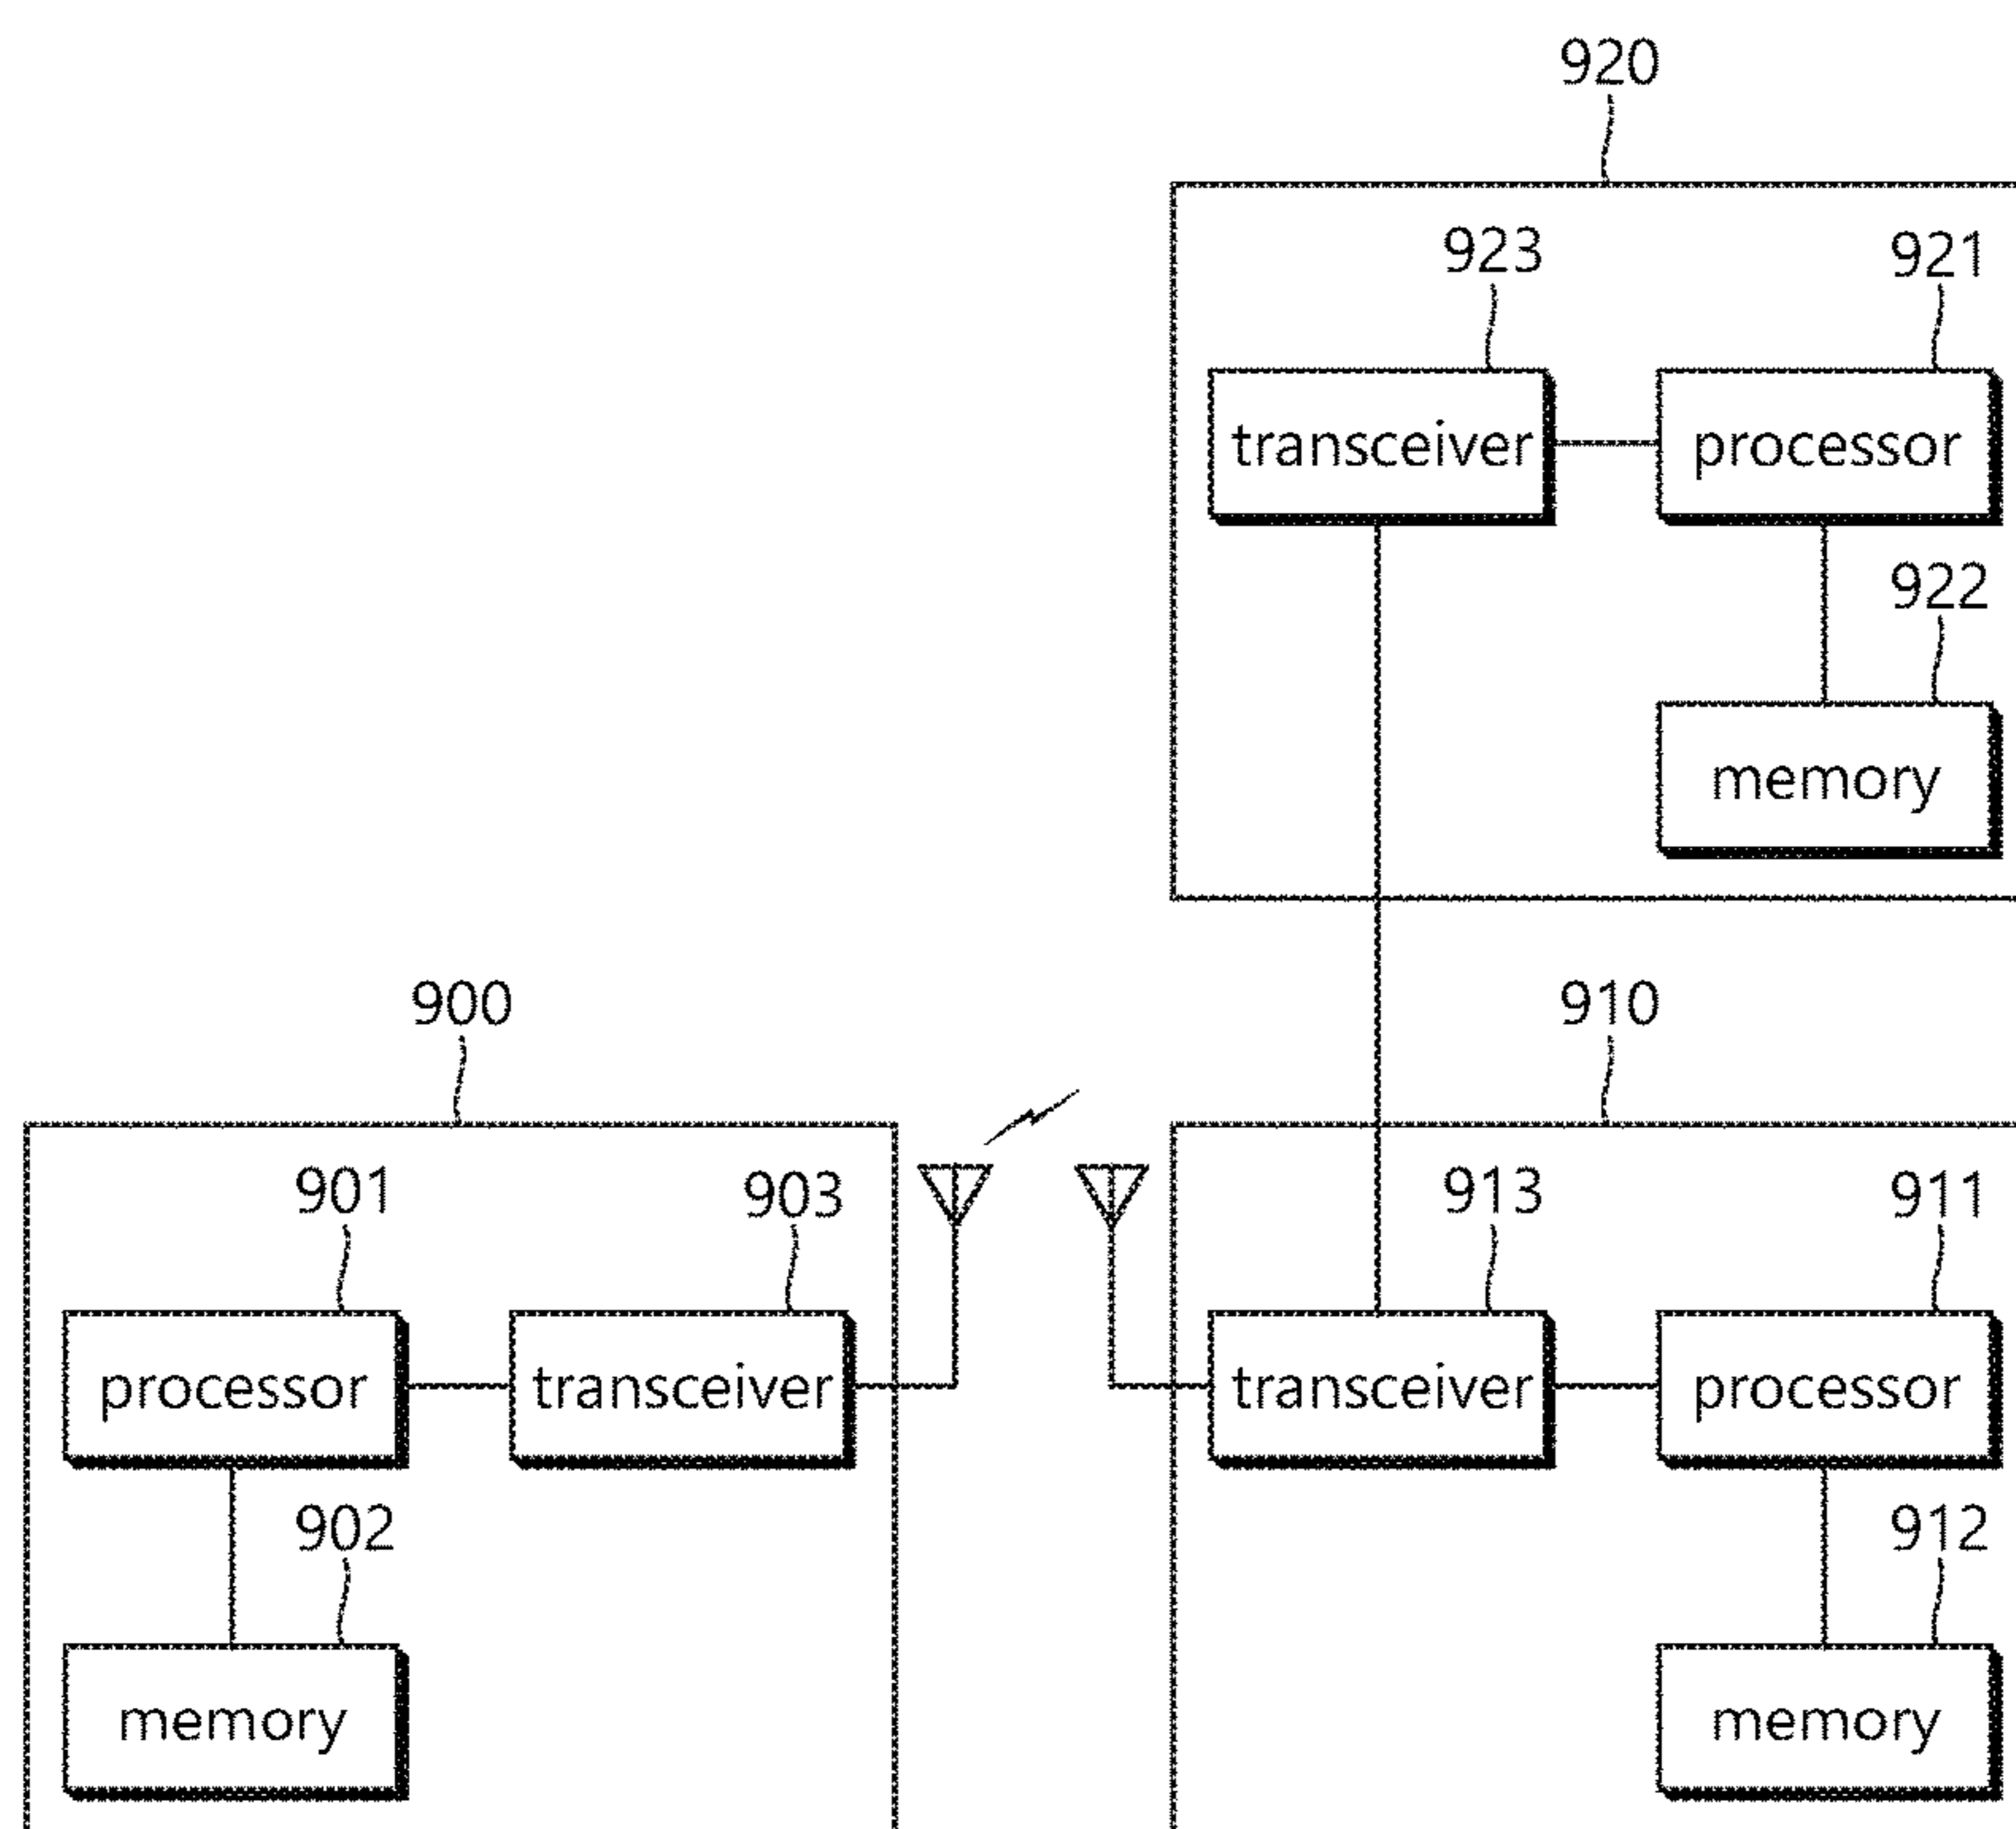 920
923
921
transceiver
processor
922
memory
900
910
901
903
913
911
processor
transceiver
transceiver
processor
902
912
memory
memory